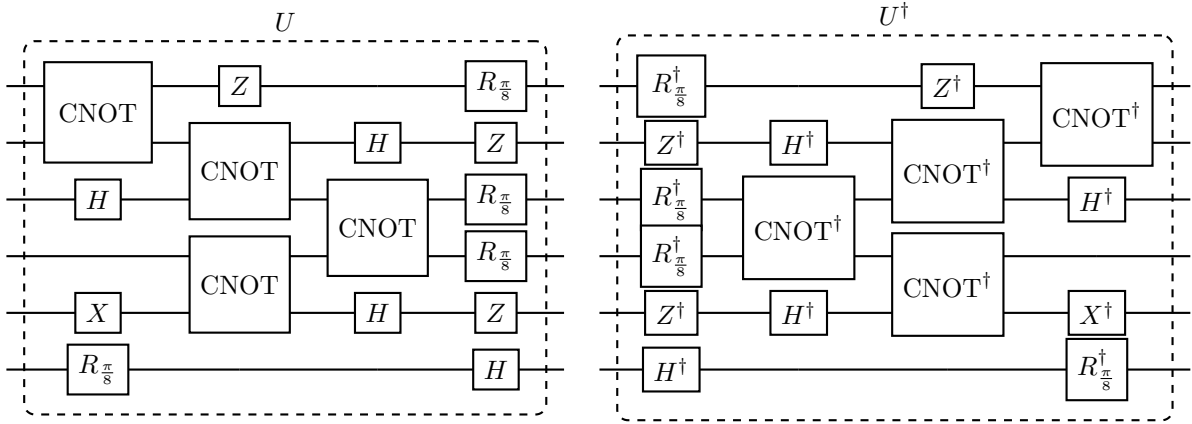 U U†
CNOT Z R_{π/8} R†_{π/8} Z† CNOT†
CNOT H Z Z† H† CNOT†
H CNOT R_{π/8} R†_{π/8} CNOT† H†
CNOT R_{π/8} R†_{π/8} CNOT†
X H Z Z† H† X†
R_{π/8} H H† R†_{π/8}